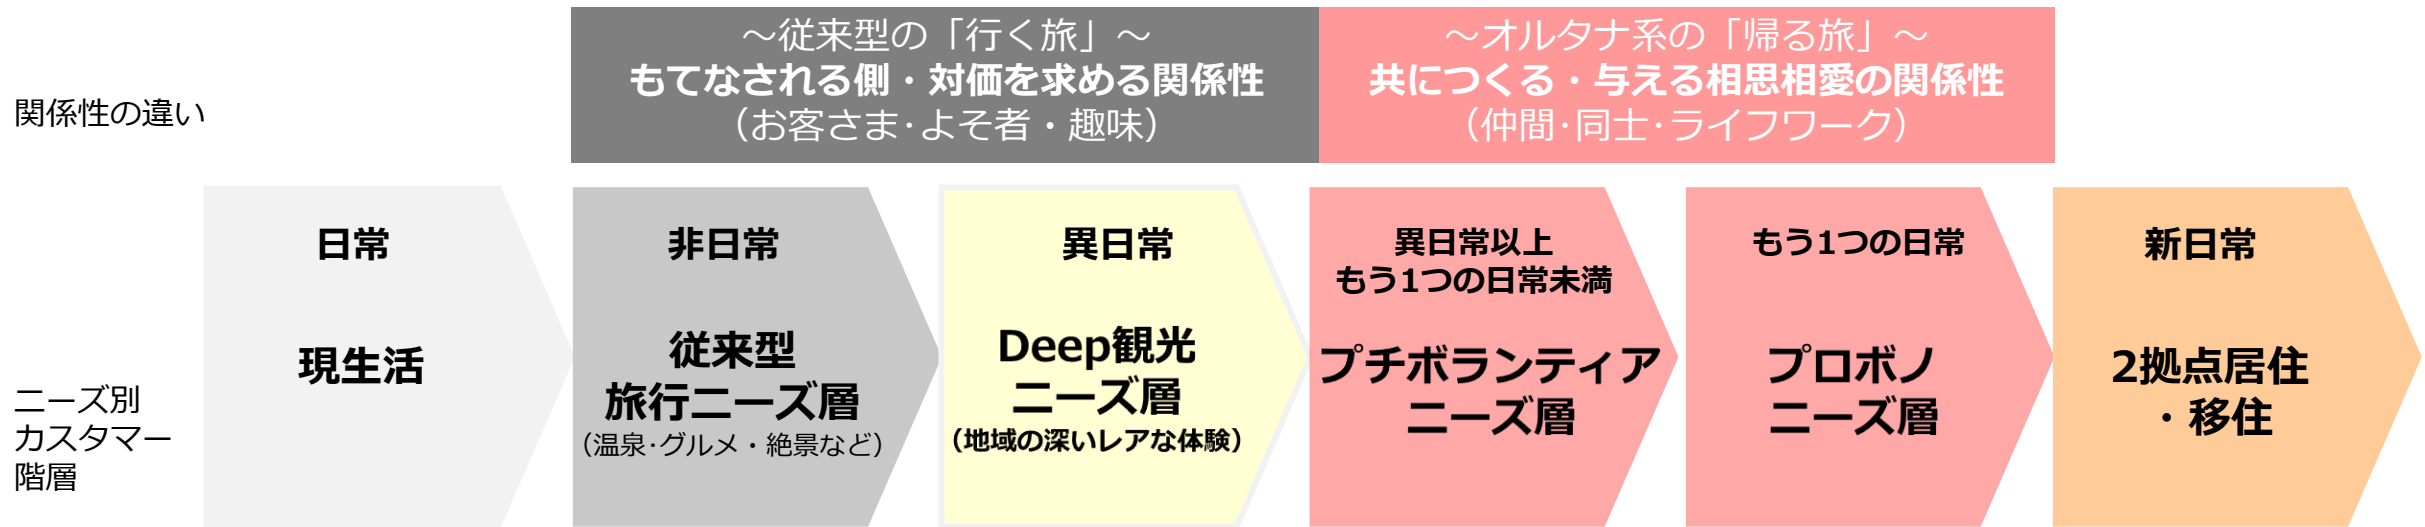 関係性の違い
～従来型の「行く旅」～
もてなされる側・対価を求める関係性
（お客さま･よそ者・趣味）
～オルタナ系の「帰る旅」～
共につくる・与える相思相愛の関係性
（仲間･同士･ライフワーク）
ニーズ別
カスタマー
階層
日常
現生活
非日常
従来型
旅行ニーズ層
（温泉･グルメ・絶景など）
異日常
Deep観光
ニーズ層
（地域の深いレアな体験）
異日常以上
もう1つの日常未満
プチボランティア
ニーズ層
もう1つの日常
プロボノ
ニーズ層
新日常
2拠点居住
・移住